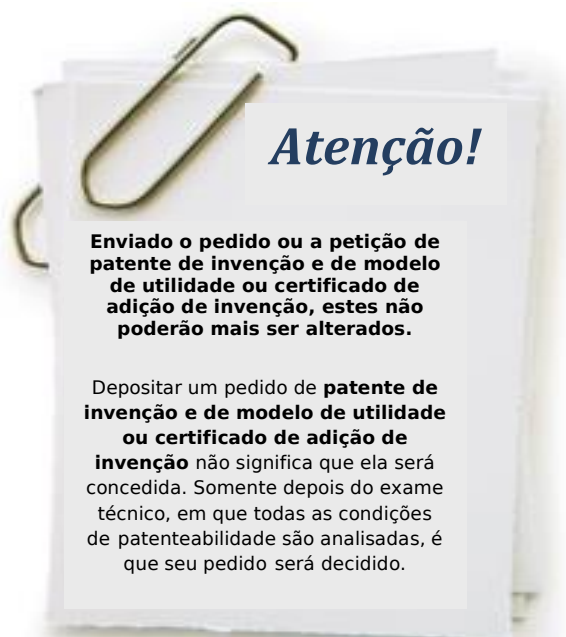 Atenção!
Enviado o pedido ou a petição de
patente de invenção e de modelo
de utilidade ou certificado de
adição de invenção, estes não
poderão mais ser alterados.
Depositar um pedido de patente de
invenção e de modelo de utilidade
ou certificado de adição de
invenção não significa que ela será
concedida. Somente depois do exame
técnico, em que todas as condições
de patenteabilidade são analisadas, é
que seu pedido será decidido.